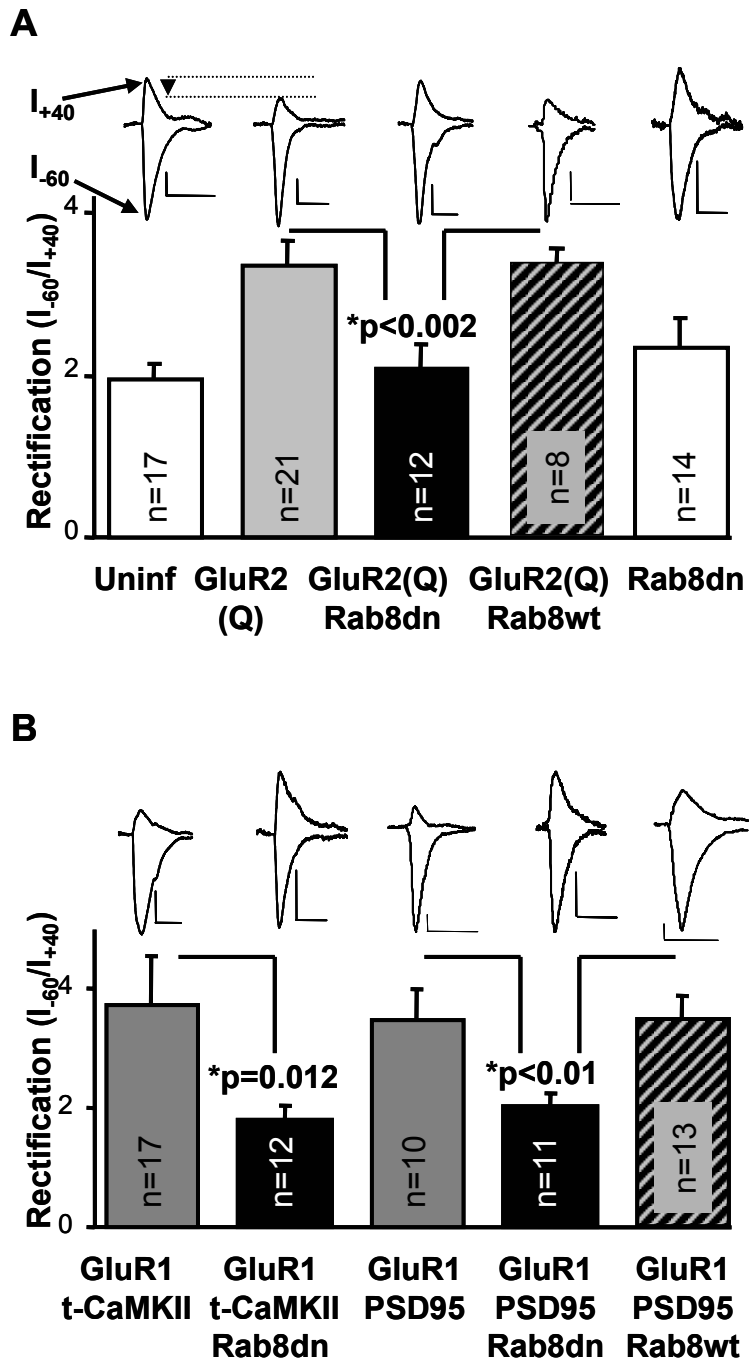 A
I+40
I-60
4
2
0
Rectification (I-60/I+40)
*p<0.002
n=17
n=21
n=12
n=8
n=14
Uninf GluR2 GluR2(Q) GluR2(Q) Rab8dn
(Q) Rab8dn Rab8wt
B
4
2
0
Rectification (I-60/I+40)
*p=0.012
*p<0.01
n=17
n=12
n=10
n=11
n=13
GluR1 GluR1 GluR1 GluR1 GluR1
t-CaMKII t-CaMKII PSD95 PSD95 PSD95
Rab8dn Rab8dn Rab8wt